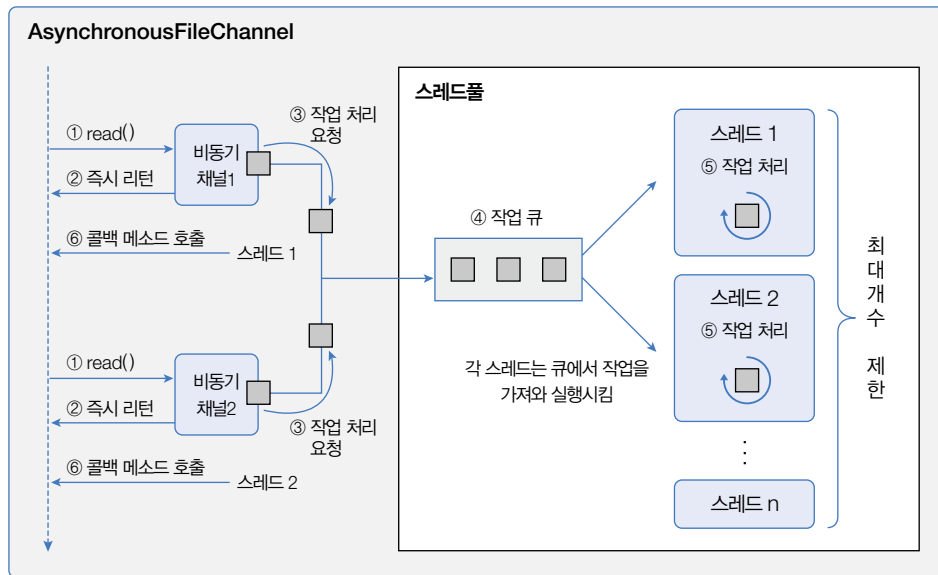 AsynchronousFileChannel
① read()
② 즉시 리턴
비동기
채널1
③ 작업 처리
요청
⑥ 콜백 메소드 호출
스레드 1
① read()
② 즉시 리턴
비동기
채널2
③ 작업 처리
요청
⑥ 콜백 메소드 호출
스레드 2
스레드풀
④ 작업 큐
각 스레드는 큐에서 작업을
가져와 실행시킴
스레드 1
⑤ 작업 처리
스레드 2
⑤ 작업 처리
⋮
스레드 n
최대개수 제한